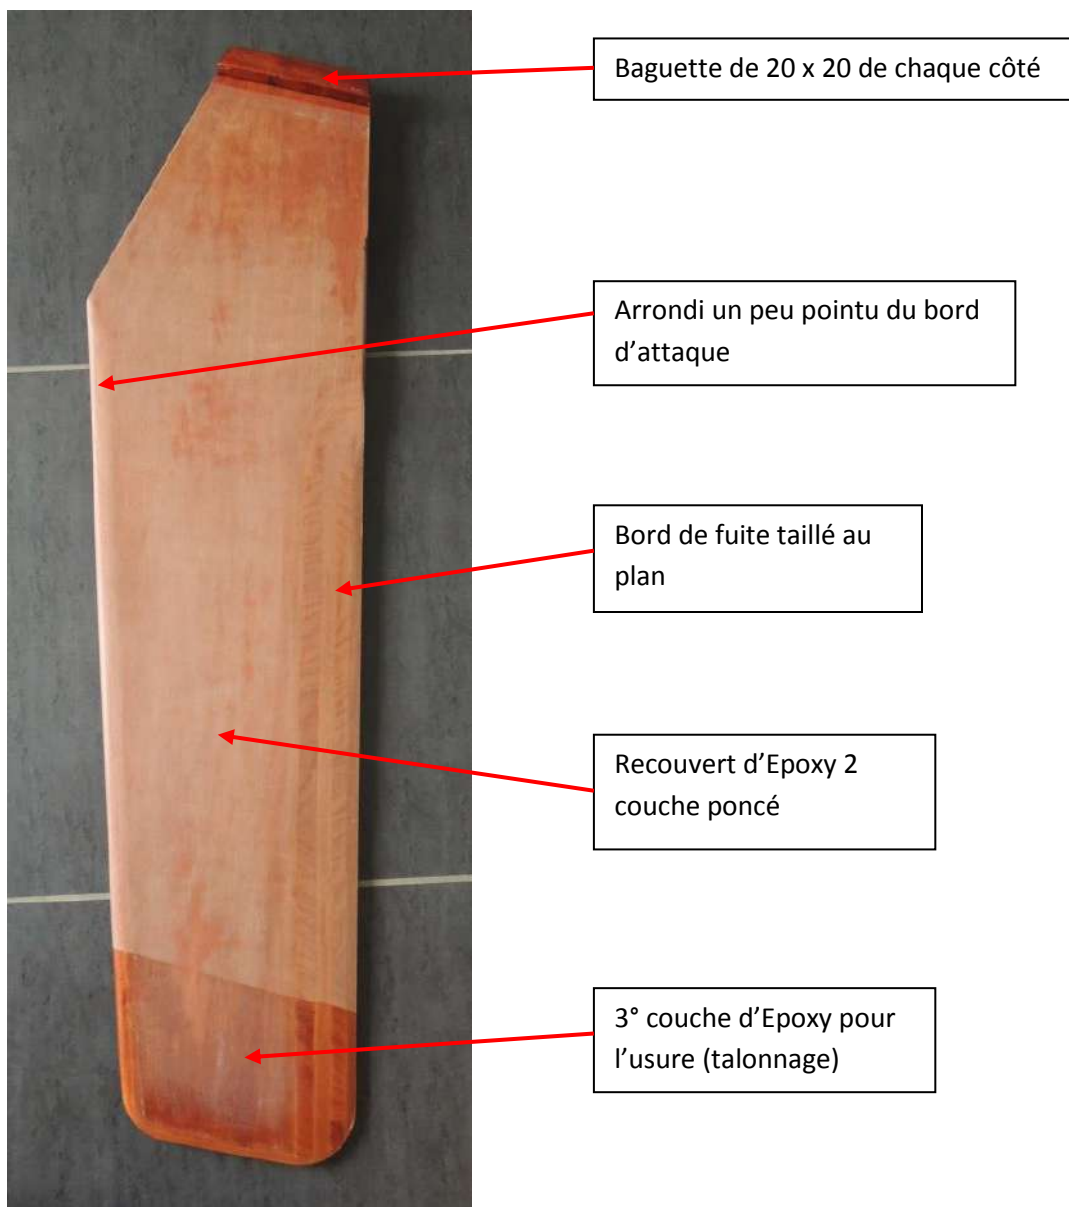 Baguette de 20 x 20 de chaque côté
Arrondi un peu pointu du bord
d’attaque
Bord de fuite taillé au
plan
Recouvert d’Epoxy 2
couche poncé
3° couche d’Epoxy pour
l’usure (talonnage)